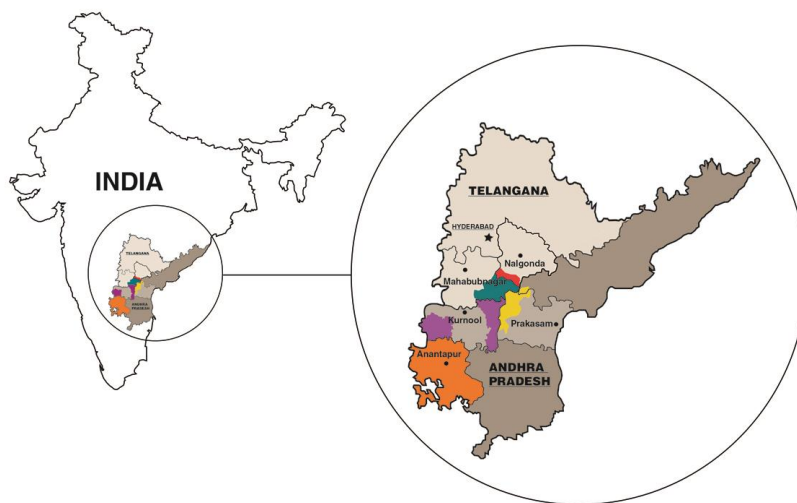 INDIA
TELANGANA
ANDHRA
PRADESH
TELANGANA
HYDERABAD
Nalgonda
Mahabubnagar
Kurnool
Prakasam
Anantapur
ANDHRA
PRADESH